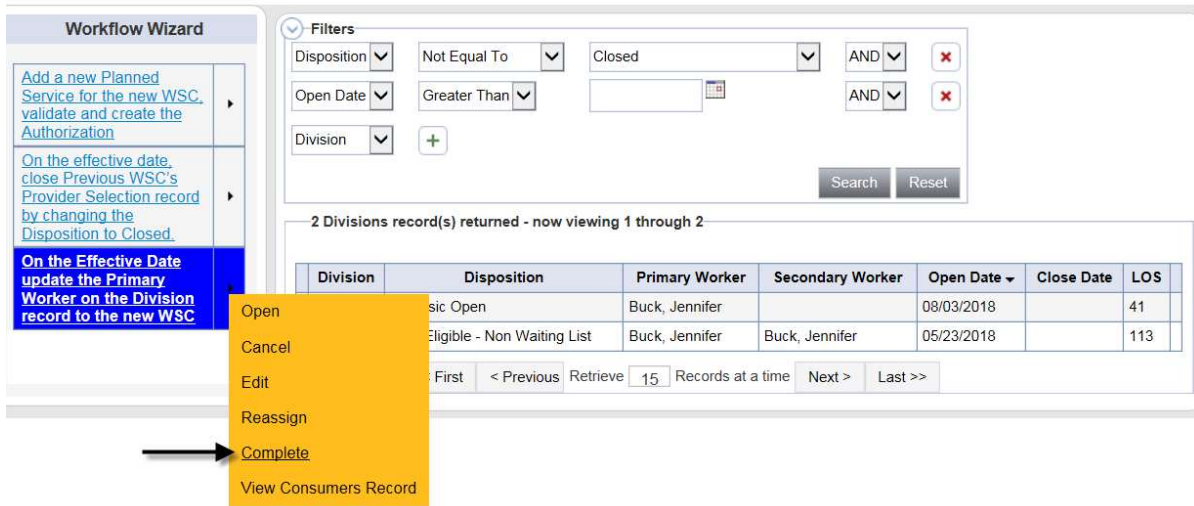 Workflow Wizard
Add a new Planned
Service for the new WSC,
validate and create the
Authorization
On the effective date,
close Previous WSC's
Provider Selection record
by changing the
Disposition to Closed.
On the Effective Date
update the Primary
Worker on the Division
record to the new WSC
Open
Cancel
Edit
Reassign
Complete
View Consumers Record
Filters
Disposition Not Equal To Closed AND
Open Date Greater Than AND
Division
Search Reset
2 Divisions record(s) returned - now viewing 1 through 2
Division Disposition Primary Worker Secondary Worker Open Date Close Date LOS
Open Buck, Jennifer 08/03/2018 41
Eligible - Non Waiting List Buck, Jennifer Buck, Jennifer 05/23/2018 113
First < Previous Retrieve 15 Records at a time Next > Last >>